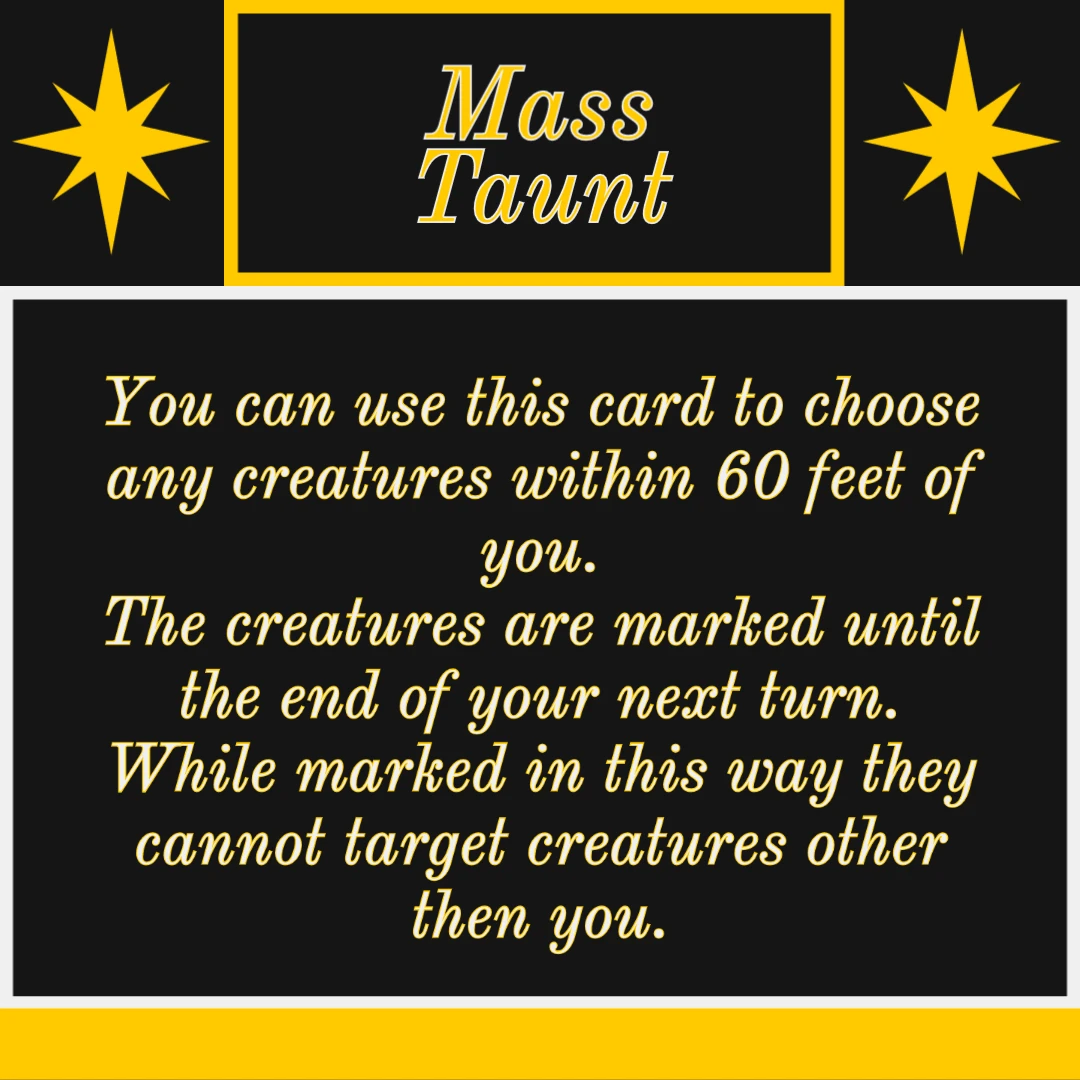 Mass
Taunt
You can use this card to choose
any creatures within 60 feet of
you.
The creatures are marked until
the end of your next turn.
While marked in this way they
cannot target creatures other
then you.